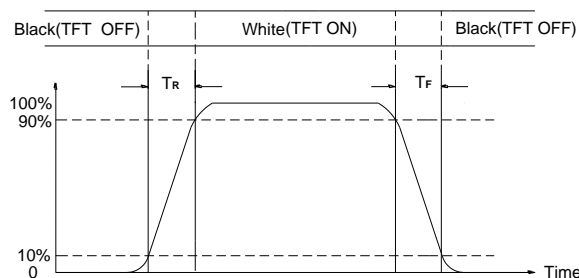 Black(TFT OFF) White(TFT ON) Black(TFT OFF)
TR TF
100%
90%
10%
0 Time